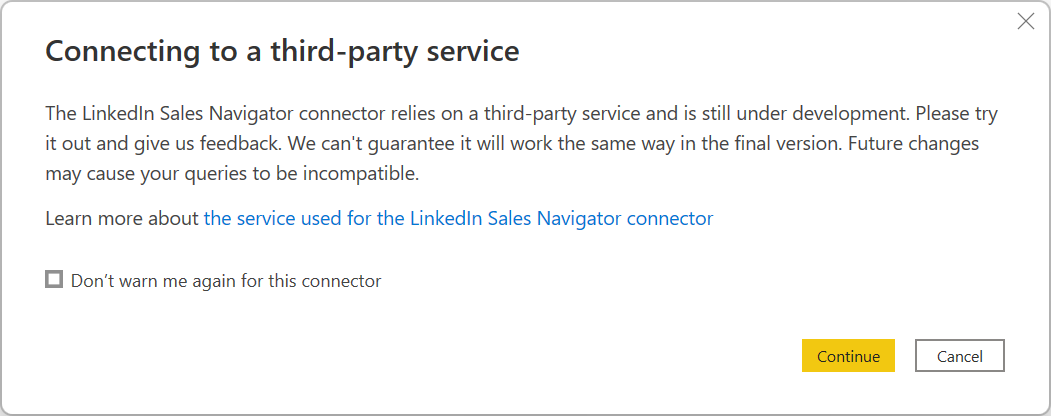 Connecting to a third-party service
The LinkedIn Sales Navigator connector relies on a third-party service and is still under development. Please try
it out and give us feedback. We can't guarantee it will work the same way in the final version. Future changes
may cause your queries to be incompatible.
Learn more about the service used for the LinkedIn Sales Navigator connector
Don’t warn me again for this connector
Continue Cancel